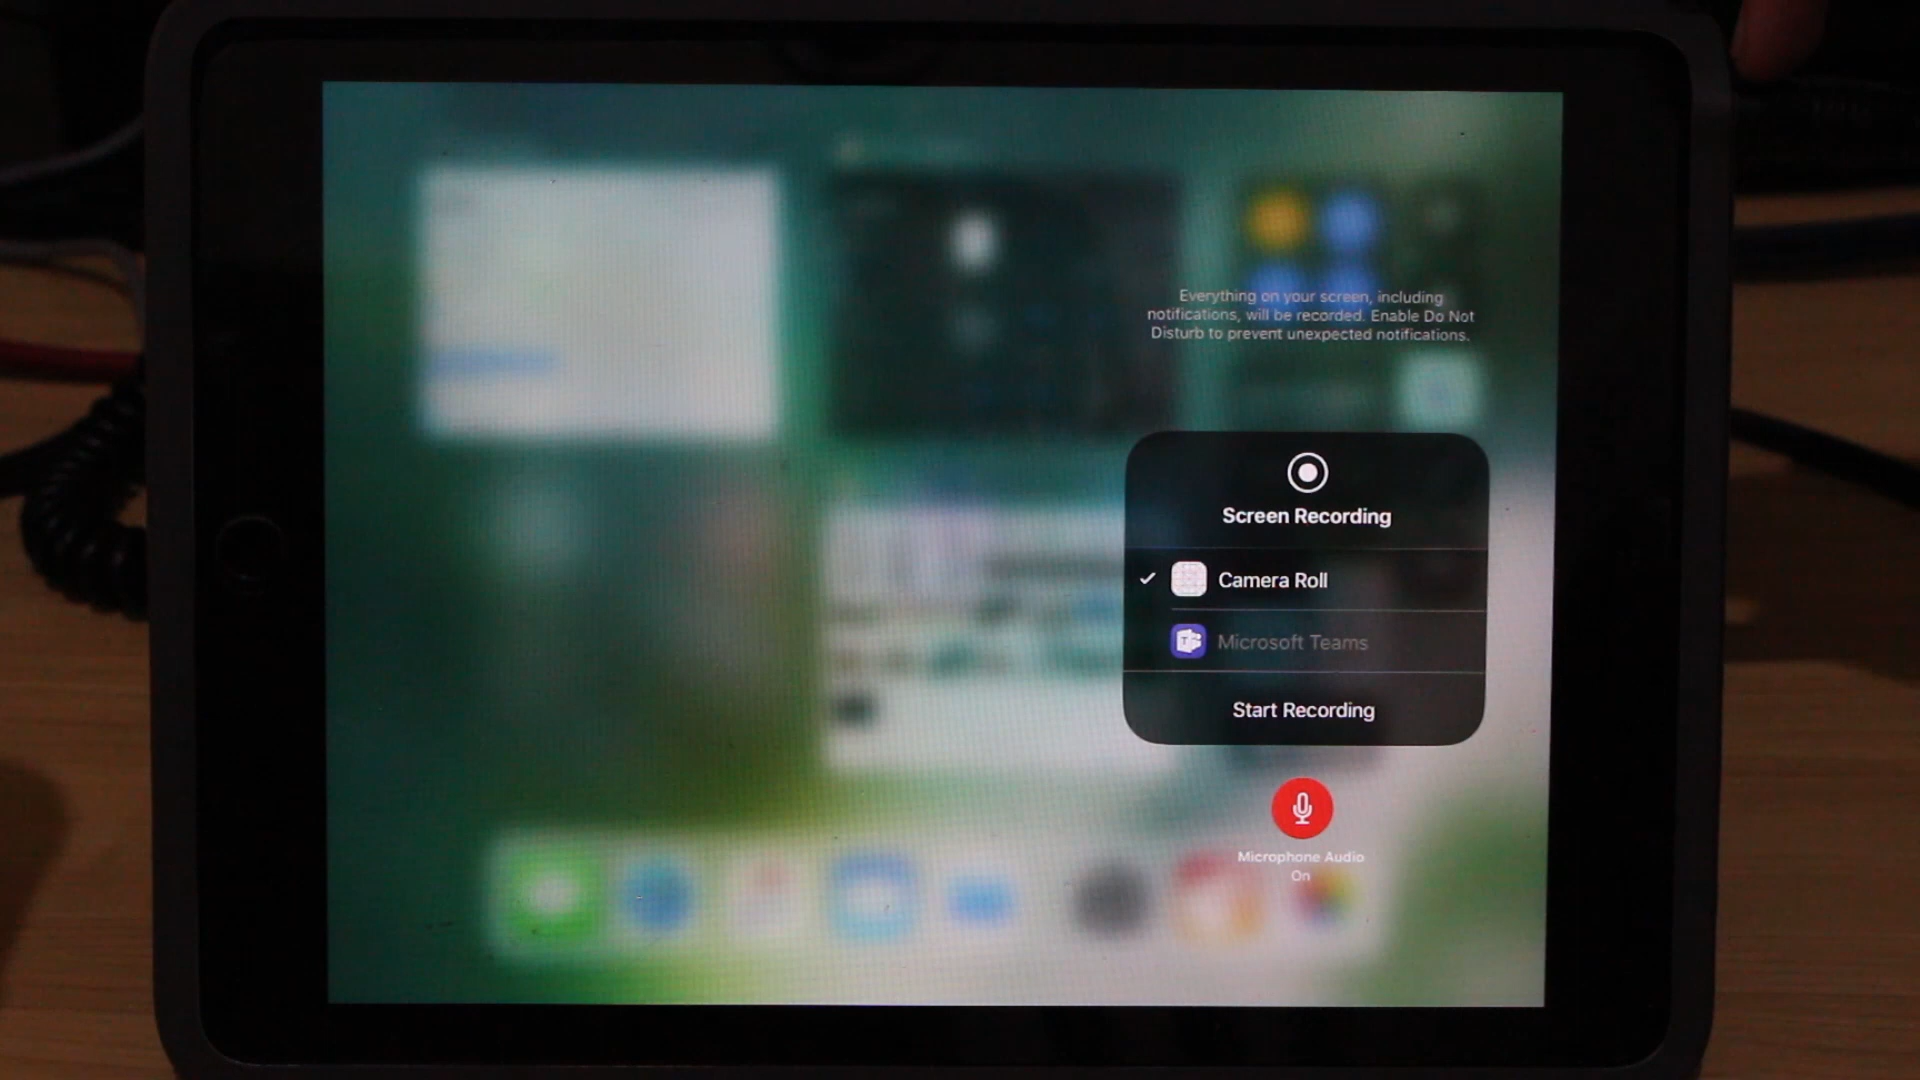 Everything on your screen, including
notifications, will be recorded. Enable Do Not
Disturb to prevent unexpected notifications.
Screen Recording
Camera Roll
Microsoft Teams
Start Recording
Microphone Audio
On